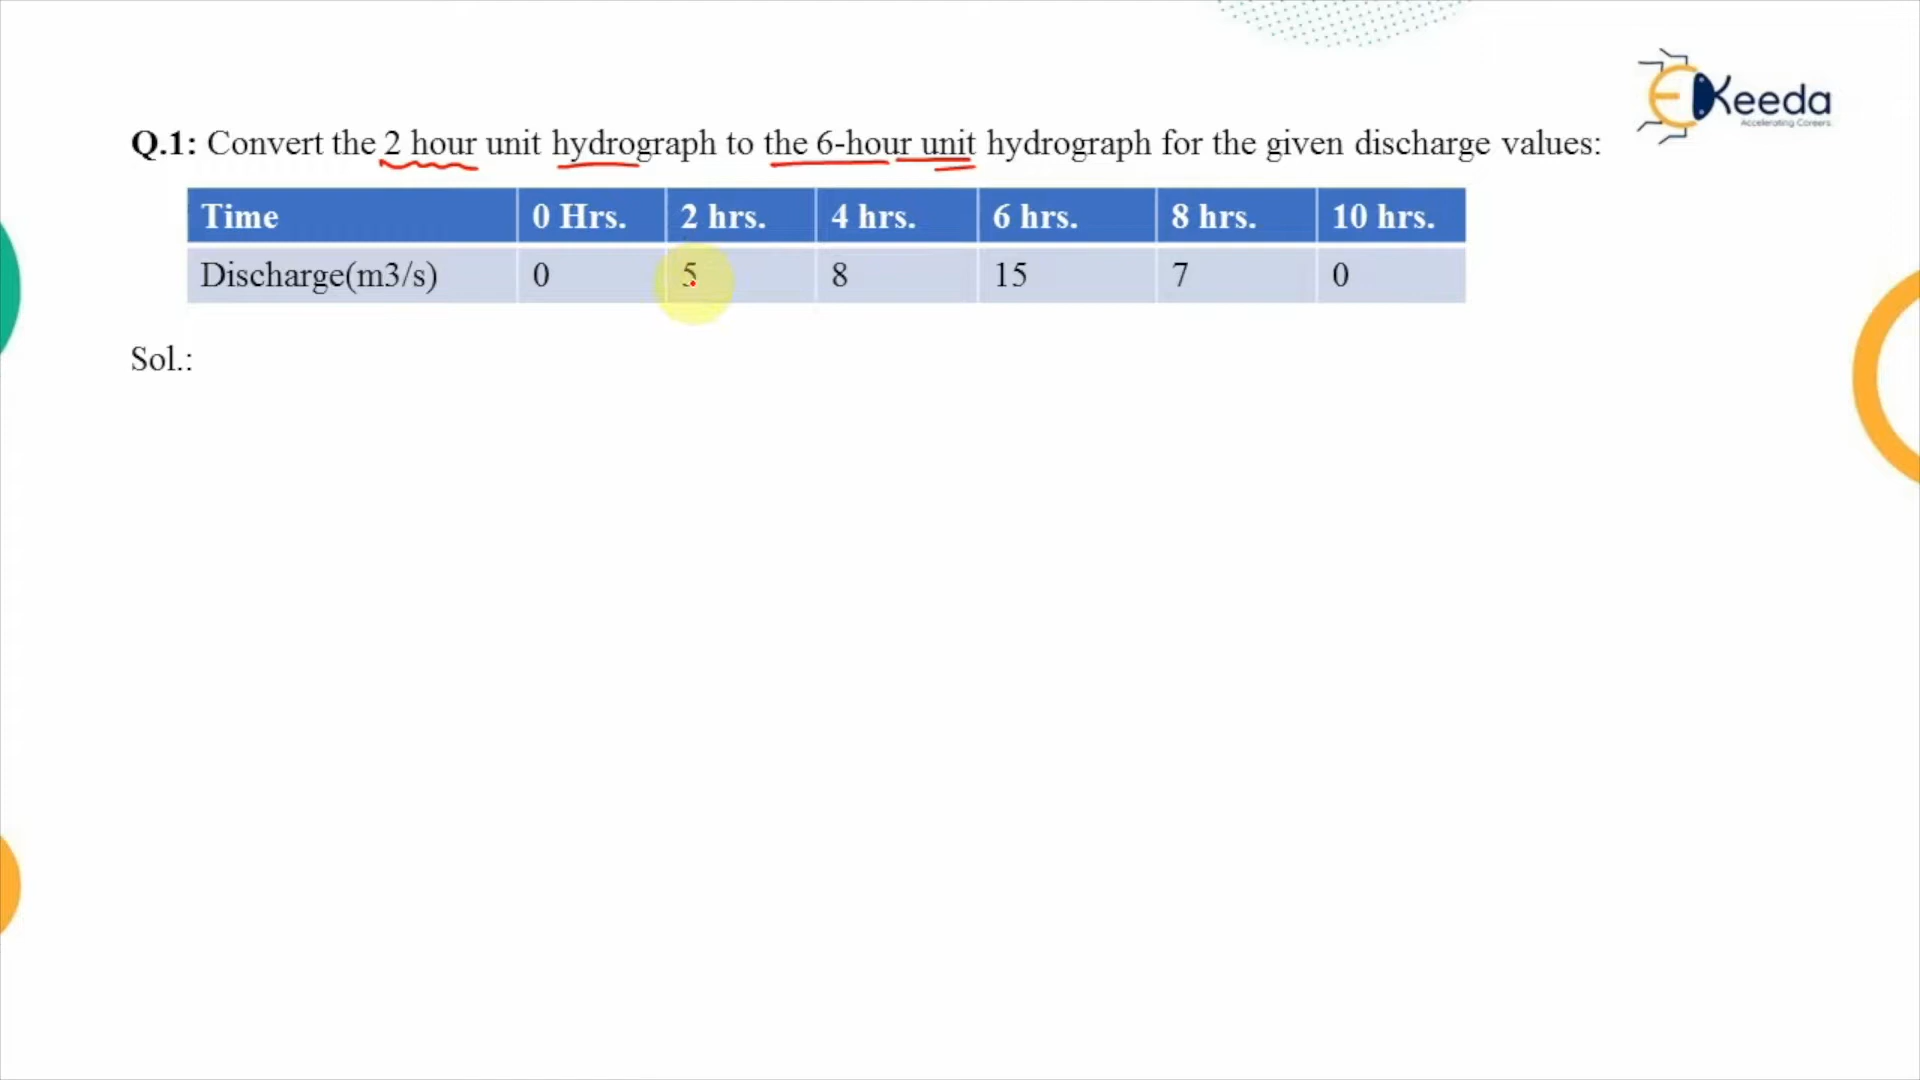 Keeda
Accelerating Careers
Q.1: Convert the 2 hour unit hydrograph to the 6-hour unit hydrograph for the given discharge values:
Time 0 Hrs. 2 hrs. 4 hrs. 6 hrs. 8 hrs. 10 hrs.
Discharge(m3/s) 0 5 8 15 7 0
Sol.: